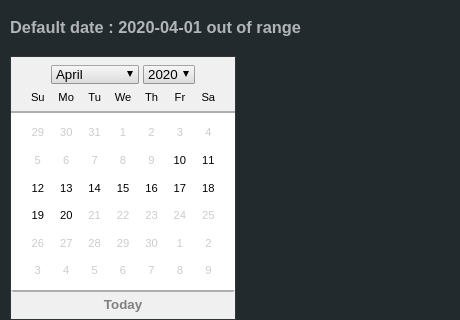 Default date : 2020-04-01 out of range
April 2020
Su Mo Tu We Th Fr Sa
29 30 31 1 2 3 4
5 6 7 8 9 10 11
12 13 14 15 16 17 18
19 20 21 22 23 24 25
26 27 28 29 30 1 2
3 4 5 6 7 8 9
Today